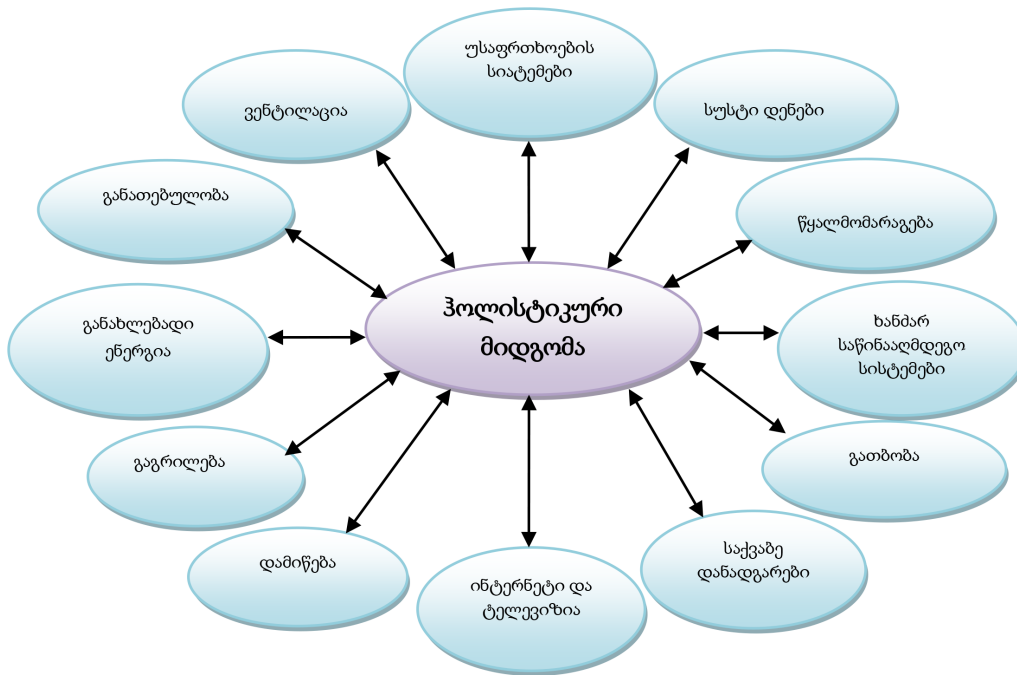 უსაფრთხოების
სიატემები
ვენტილაცია
სუსტი დენები
განათებულობა
წყალმომარაგება
ჰოლისტიკური
მიდგომა
განახლებადი
ენერგია
ხანძარ
საწინააღმდეგო
სისტემები
გაგრილება
გათბობა
დამიწება
საქვაბე
დანადგარები
ინტერნეტი და
ტელევიზია